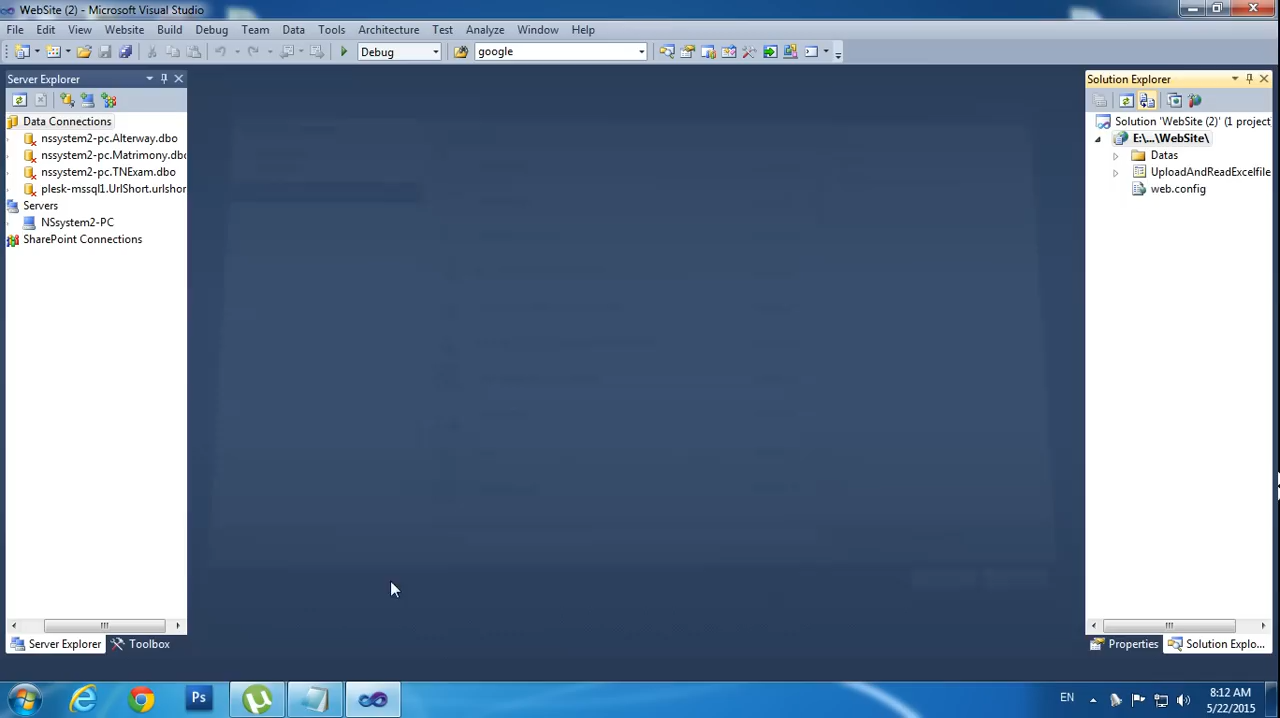 WebSite (2) - Microsoft Visual Studio
File Edit View Website Build Debug Team Data Tools Architecture Test Analyze Window Help
Debug google
Server Explorer
Data Connections
nssystem2-pc.Alterway.dbo
nssystem2-pc.Matrimony.dbo
nssystem2-pc.TNExam.dbo
plesk-mssql1.UrlShort.urlshor
Servers
NSsystem2-PC
SharePoint Connections
Server Explorer Toolbox
Solution Explorer
Solution 'WebSite (2)' (1 project
E:\...\WebSite\
Datas
UploadAndReadExcelfile
web.config
Properties Solution Explo...
Ps
EN
8:12 AM
5/22/2015